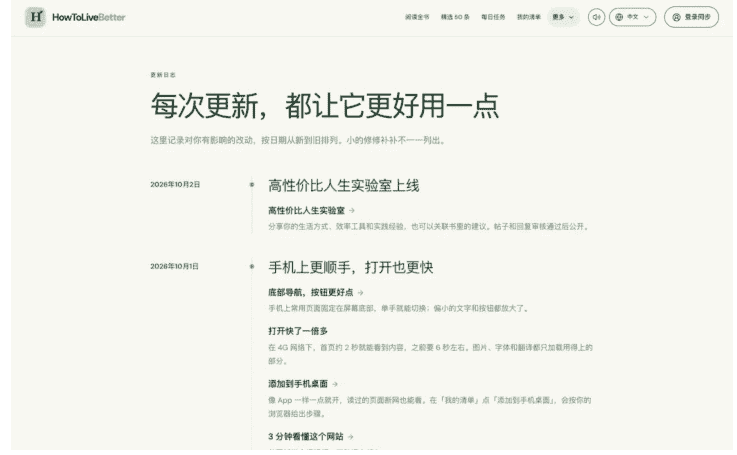 HowToLiveBetter
阅读全书 精选 50 条 每日任务 我的清单 更多 中文 登录同步
更新日志
每次更新，都让它更好用一点
这里记录对你有影响的改动，按日期从新到旧排列。小的修修补补不一一列出。
2026年10月2日
高性价比人生实验室上线
高性价比人生实验室 →
分享你的生活方式、效率工具和实践经验，也可以关联书里的建议。帖子和回复审核通过后公开。
2026年10月1日
手机上更顺手，打开也更快
底部导航，按钮更好点 →
手机上常用页面固定在屏幕底部，单手就能切换；偏小的文字和按钮都放大了。
打开快了一倍多
在 4G 网络下，首页约 2 秒就能看到内容，之前要 6 秒左右。图片、字体和翻译都只加载用得上的
部分。
添加到手机桌面 →
像 App 一样一点就开，读过的页面断网也能看。在「我的清单」点「添加到手机桌面」，会按你的
浏览器给出步骤。
3 分钟看懂这个网站 →